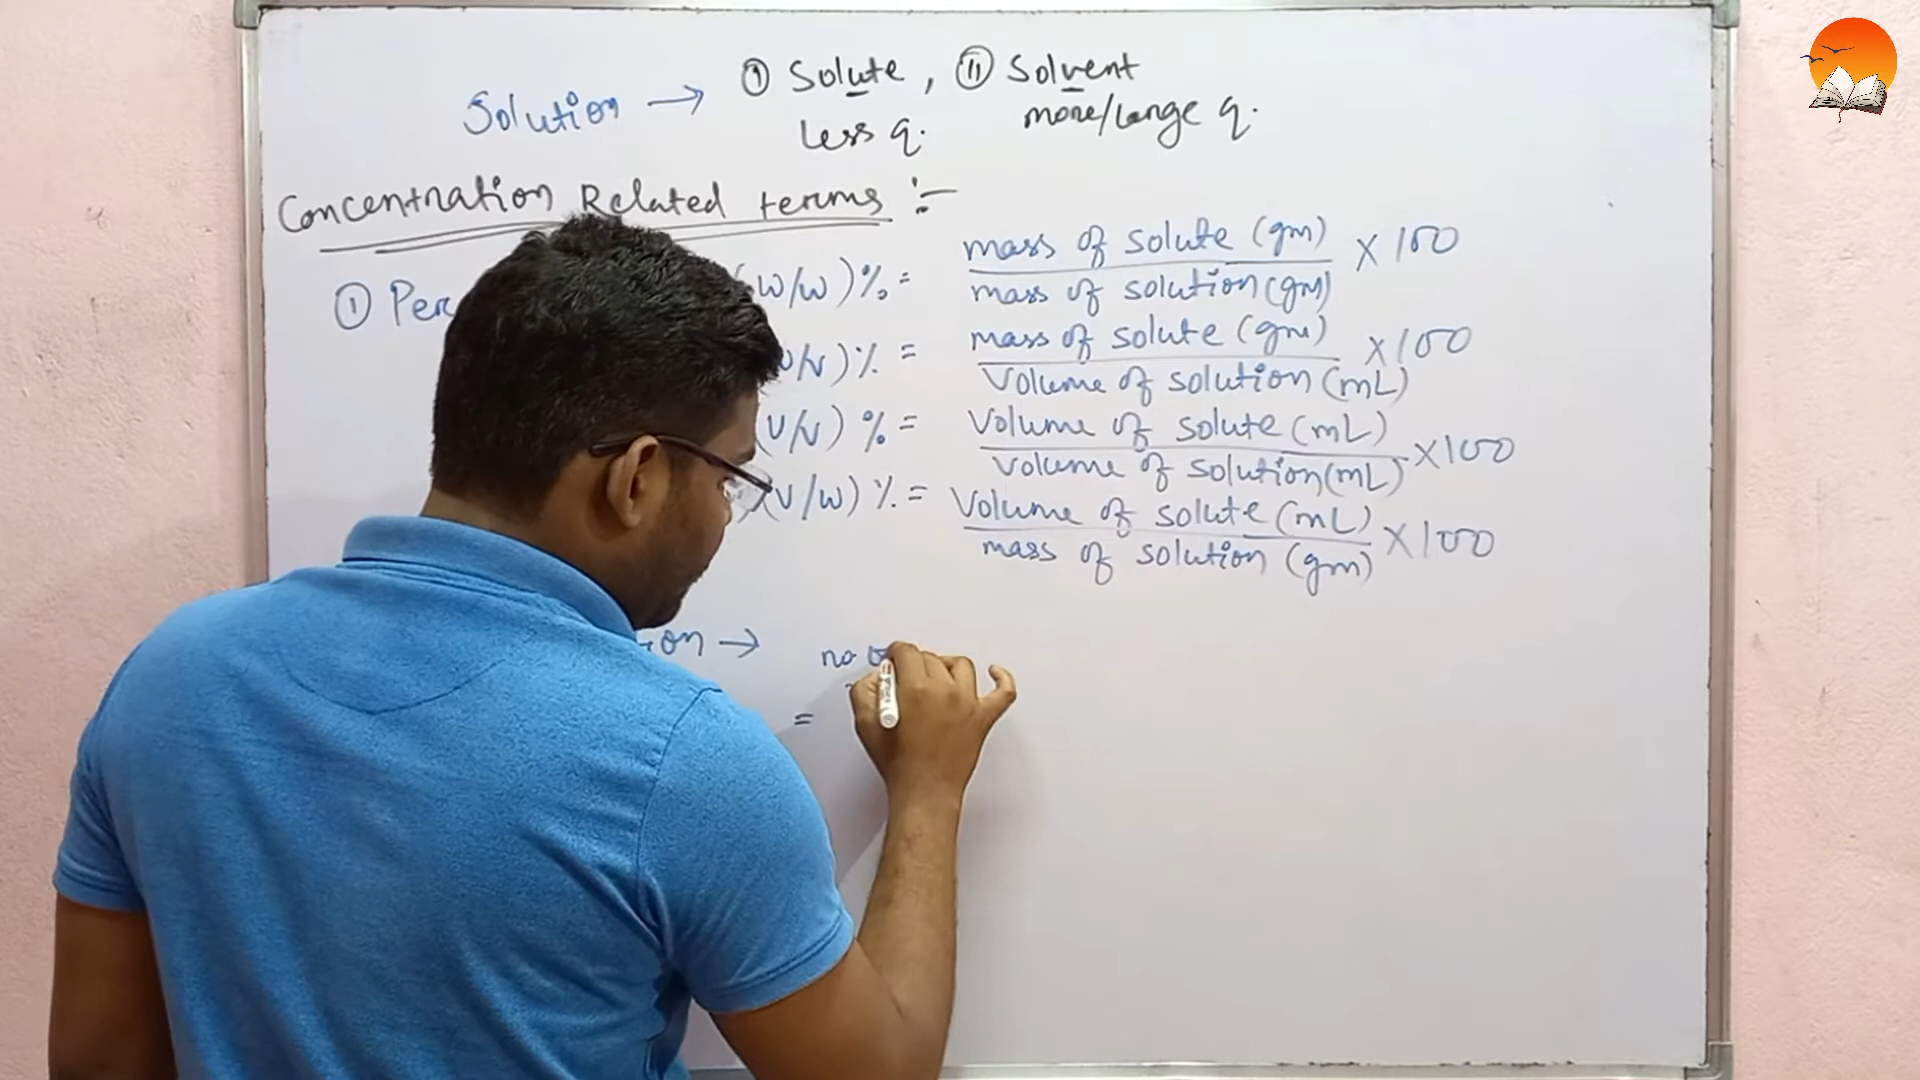 Solution → ① Solute, ② Solvent
less q. more/large q.
Concentration Related terms :-
① Per
(w/w)% = mass of solute (gm) / mass of solution (gm) × 100
/v)% = mass of solute (gm) / Volume of solution (mL) × 100
(v/v) % = Volume of solute (mL) / Volume of solution (mL) × 100
(v/w) % = Volume of solute (mL) / mass of solution (gm) × 100
on →
no
=